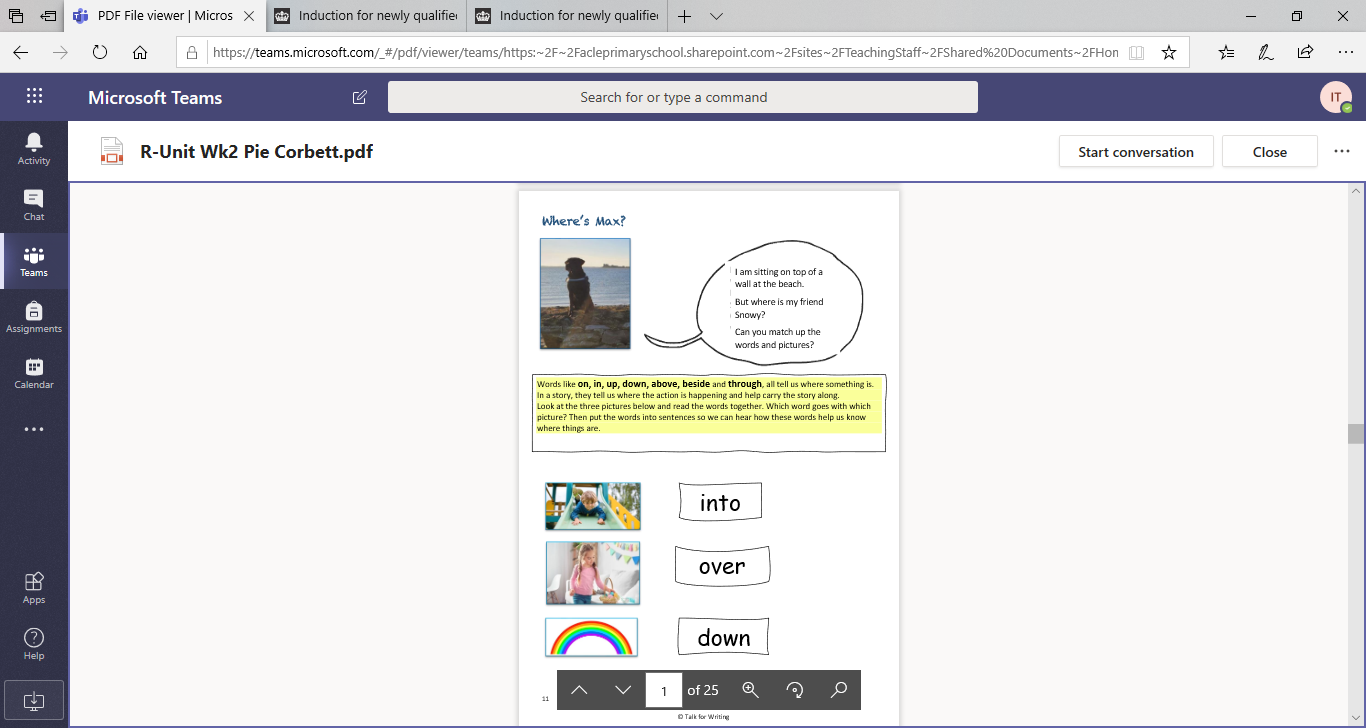 PDF File viewer | Micros
Induction for newly qualifie
Induction for newly qualifie
https://teams.microsoft.com/_#/pdf/viewer/teams/https:~2F~2Facleprimaryschool.sharepoint.com~2Fsites~2FTeachingStaff~2FShared%20Documents~2FHon
Microsoft Teams
Search for or type a command
IT
Activity
Chat
Teams
Assignments
Calendar
Apps
Help
R-Unit Wk2 Pie Corbett.pdf
Start conversation
Close
Where's Max?
I am sitting on top of a
wall at the beach.
But where is my friend
Snowy?
Can you match up the
words and pictures?
Words like on, in, up, down, above, beside and through, all tell us where something is.
In a story, they tell us where the action is happening and help carry the story along.
Look at the three pictures below and read the words together. Which word goes with which
picture? Then put the words into sentences so we can hear how these words help us know
where things are.
into
over
down
11
1 of 25
© Talk for Writing